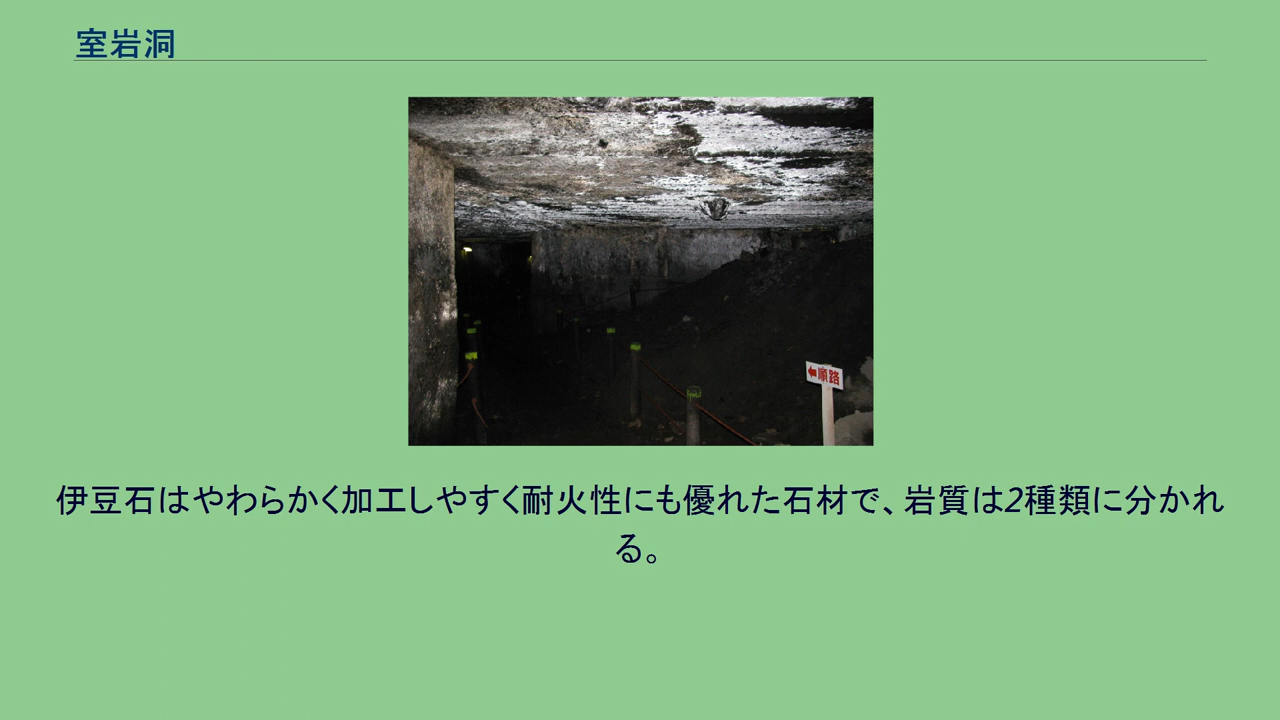 室岩洞
←順路
伊豆石はやわらかく加工しやすく耐火性にも優れた石材で、岩質は2種類に分かれ
る。